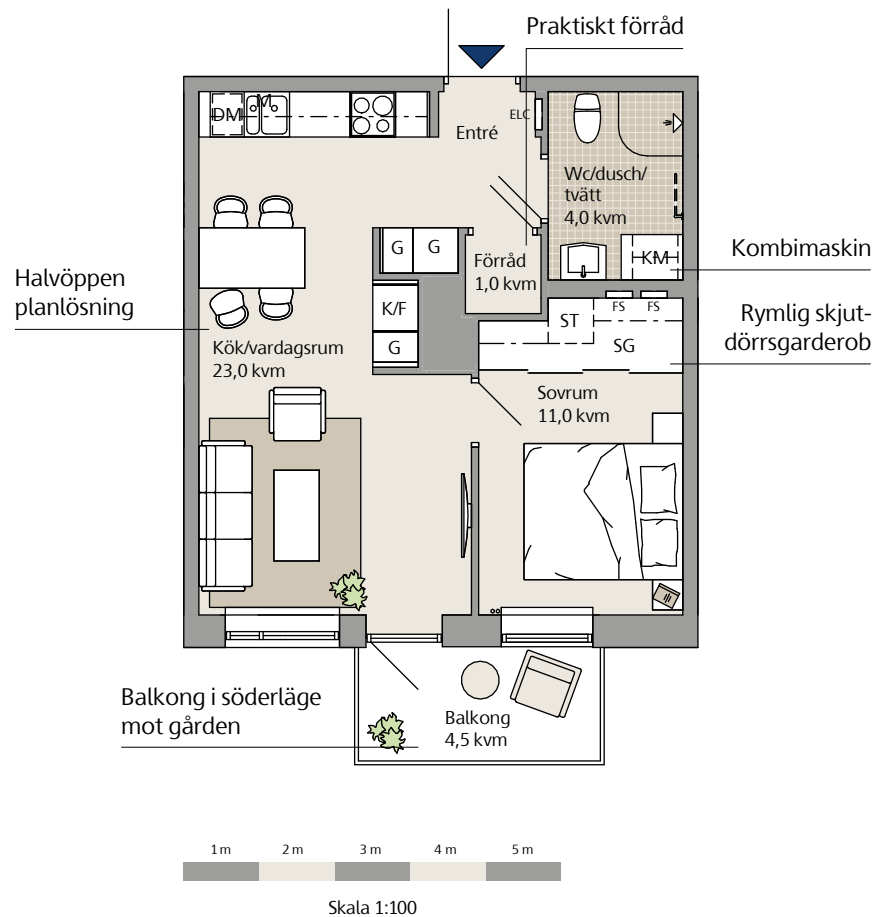 Praktiskt förråd
DM
M
ELC
Entré
Wc/dusch/
tvätt
4,0 kvm
G
G
Förråd
1,0 kvm
KM
Kombimaskin
Halvöppen
planlösning
K/F
G
Kök/vardagsrum
23,0 kvm
FS
FS
ST
SG
Rymlig skjut-
dörrsgarderob
Sovrum
11,0 kvm
Balkong i söderläge
mot gården
Balkong
4,5 kvm
1 m
2 m
3 m
4 m
5 m
Skala 1:100